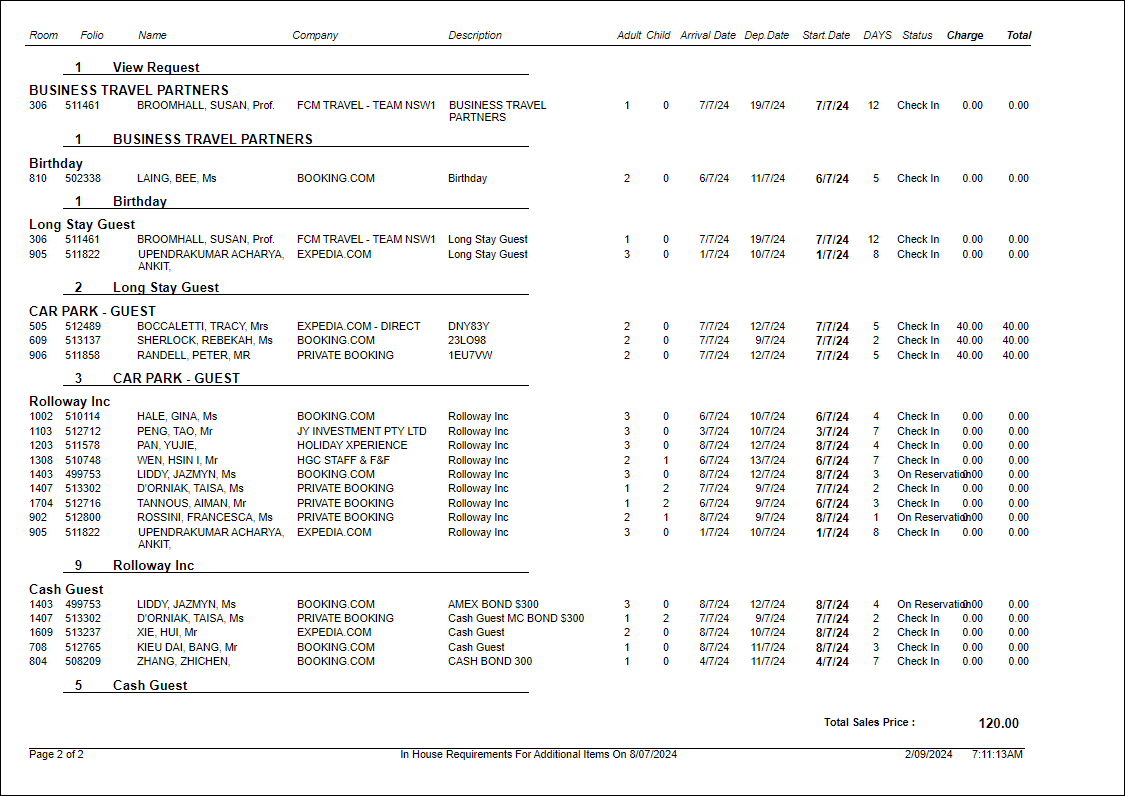 Room Folio Name Company Description Adult Child Arrival Date Dep.Date Start.Date DAYS Status Charge Total
1 View Request
BUSINESS TRAVEL PARTNERS
306 511461 BROOMHALL, SUSAN, Prof. FCM TRAVEL - TEAM NSW1 BUSINESS TRAVEL 1 0 7/7/24 19/7/24 7/7/24 12 Check In 0.00 0.00
PARTNERS
1 BUSINESS TRAVEL PARTNERS
Birthday
810 502338 LAING, BEE, Ms BOOKING.COM Birthday 2 0 6/7/24 11/7/24 6/7/24 5 Check In 0.00 0.00
1 Birthday
Long Stay Guest
306 511461 BROOMHALL, SUSAN, Prof. FCM TRAVEL - TEAM NSW1 Long Stay Guest 1 0 7/7/24 19/7/24 7/7/24 12 Check In 0.00 0.00
905 511822 UPENDRAKUMAR ACHARYA, EXPEDIA.COM Long Stay Guest 3 0 1/7/24 10/7/24 1/7/24 8 Check In 0.00 0.00
ANKIT,
2 Long Stay Guest
CAR PARK - GUEST
505 512489 BOCCALETTI, TRACY, Mrs EXPEDIA.COM - DIRECT DNY83Y 2 0 7/7/24 12/7/24 7/7/24 5 Check In 40.00 40.00
609 513137 SHERLOCK, REBEKAH, Ms BOOKING.COM 23LO98 2 0 7/7/24 9/7/24 7/7/24 2 Check In 40.00 40.00
906 511858 RANDELL, PETER, MR PRIVATE BOOKING 1EU7VW 2 0 7/7/24 12/7/24 7/7/24 5 Check In 40.00 40.00
3 CAR PARK - GUEST
Rolloway Inc
1002 510114 HALE, GINA, Ms BOOKING.COM Rolloway Inc 3 0 6/7/24 10/7/24 6/7/24 4 Check In 0.00 0.00
1103 512712 PENG, TAO, Mr JY INVESTMENT PTY LTD Rolloway Inc 3 0 3/7/24 10/7/24 3/7/24 7 Check In 0.00 0.00
1203 511578 PAN, YUJIE, HOLIDAY XPERIENCE Rolloway Inc 3 0 8/7/24 12/7/24 8/7/24 4 Check In 0.00 0.00
1308 510748 WEN, HSIN I, Mr HGC STAFF & F&F Rolloway Inc 2 1 6/7/24 13/7/24 6/7/24 7 Check In 0.00 0.00
1403 499753 LIDDY, JAZMYN, Ms BOOKING.COM Rolloway Inc 3 0 8/7/24 12/7/24 8/7/24 3 On Reservation 0.00 0.00
1407 513302 D'ORNIAK, TAISA, Ms PRIVATE BOOKING Rolloway Inc 1 2 7/7/24 9/7/24 7/7/24 2 Check In 0.00 0.00
1704 512716 TANNOUS, AIMAN, Mr PRIVATE BOOKING Rolloway Inc 1 2 6/7/24 9/7/24 6/7/24 3 Check In 0.00 0.00
902 512800 ROSSINI, FRANCESCA, Ms PRIVATE BOOKING Rolloway Inc 2 1 8/7/24 9/7/24 8/7/24 1 On Reservation 0.00 0.00
905 511822 UPENDRAKUMAR ACHARYA, EXPEDIA.COM Rolloway Inc 3 0 1/7/24 10/7/24 1/7/24 8 Check In 0.00 0.00
ANKIT,
9 Rolloway Inc
Cash Guest
1403 499753 LIDDY, JAZMYN, Ms BOOKING.COM AMEX BOND $300 3 0 8/7/24 12/7/24 8/7/24 4 On Reservation 0.00 0.00
1407 513302 D'ORNIAK, TAISA, Ms PRIVATE BOOKING Cash Guest MC BOND $300 1 2 7/7/24 9/7/24 7/7/24 2 Check In 0.00 0.00
1609 513237 XIE, HUI, Mr EXPEDIA.COM Cash Guest 2 0 8/7/24 10/7/24 8/7/24 2 Check In 0.00 0.00
708 512765 KIEU DAI, BANG, Mr BOOKING.COM Cash Guest 1 0 8/7/24 11/7/24 8/7/24 3 Check In 0.00 0.00
804 508209 ZHANG, ZHICHEN, BOOKING.COM CASH BOND 300 1 0 4/7/24 11/7/24 4/7/24 7 Check In 0.00 0.00
5 Cash Guest
Total Sales Price : 120.00
Page 2 of 2 In House Requirements For Additional Items On 8/07/2024 2/09/2024 7:11:13AM